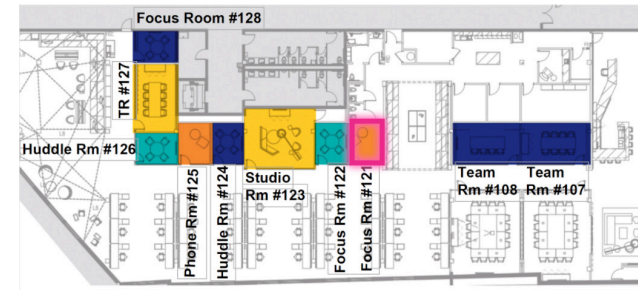 Focus Room #128
TR #127
Huddle Rm #126
Phone Rm #125
Huddle Rm #124
Studio
Rm #123
Focus Rm #122
Focus Rm #121
Team
Rm #108
Team
Rm #107